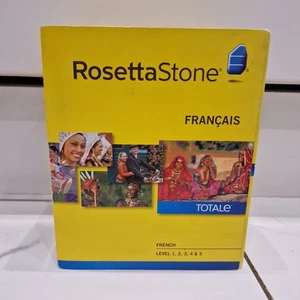 RosettaStone®
FRANÇAIS
TOTALe
FRENCH
LEVEL 1, 2, 3, 4 & 5